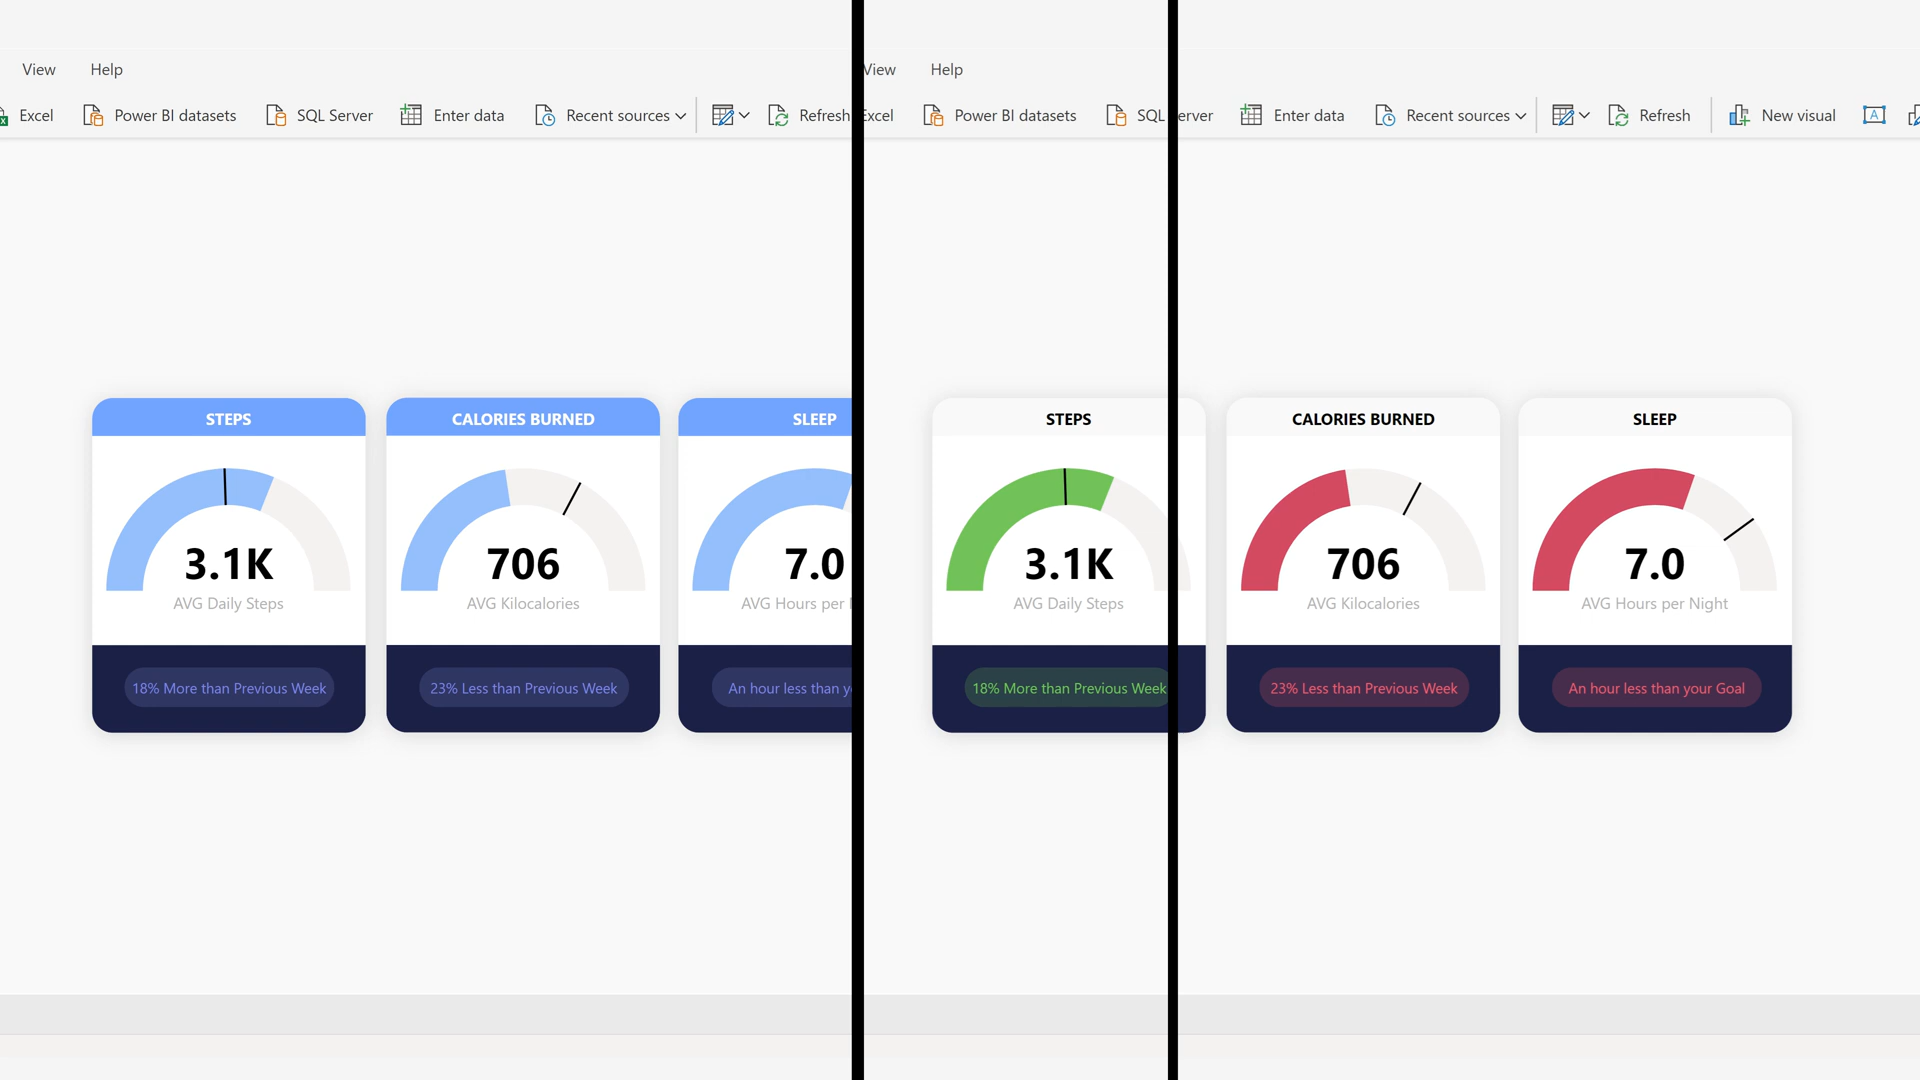 View Help
Excel Power BI datasets SQL Server Enter data Recent sources Refresh
STEPS
3.1K
AVG Daily Steps
18% More than Previous Week
CALORIES BURNED
706
AVG Kilocalories
23% Less than Previous Week
SLEEP
7.0
AVG Hours per
An hour less than y
View Help
Excel Power BI datasets SQL erver Enter data Recent sources Refresh New visual A
STEPS
3.1K
AVG Daily Steps
18% More than Previous Week
CALORIES BURNED
706
AVG Kilocalories
23% Less than Previous Week
SLEEP
7.0
AVG Hours per Night
An hour less than your Goal